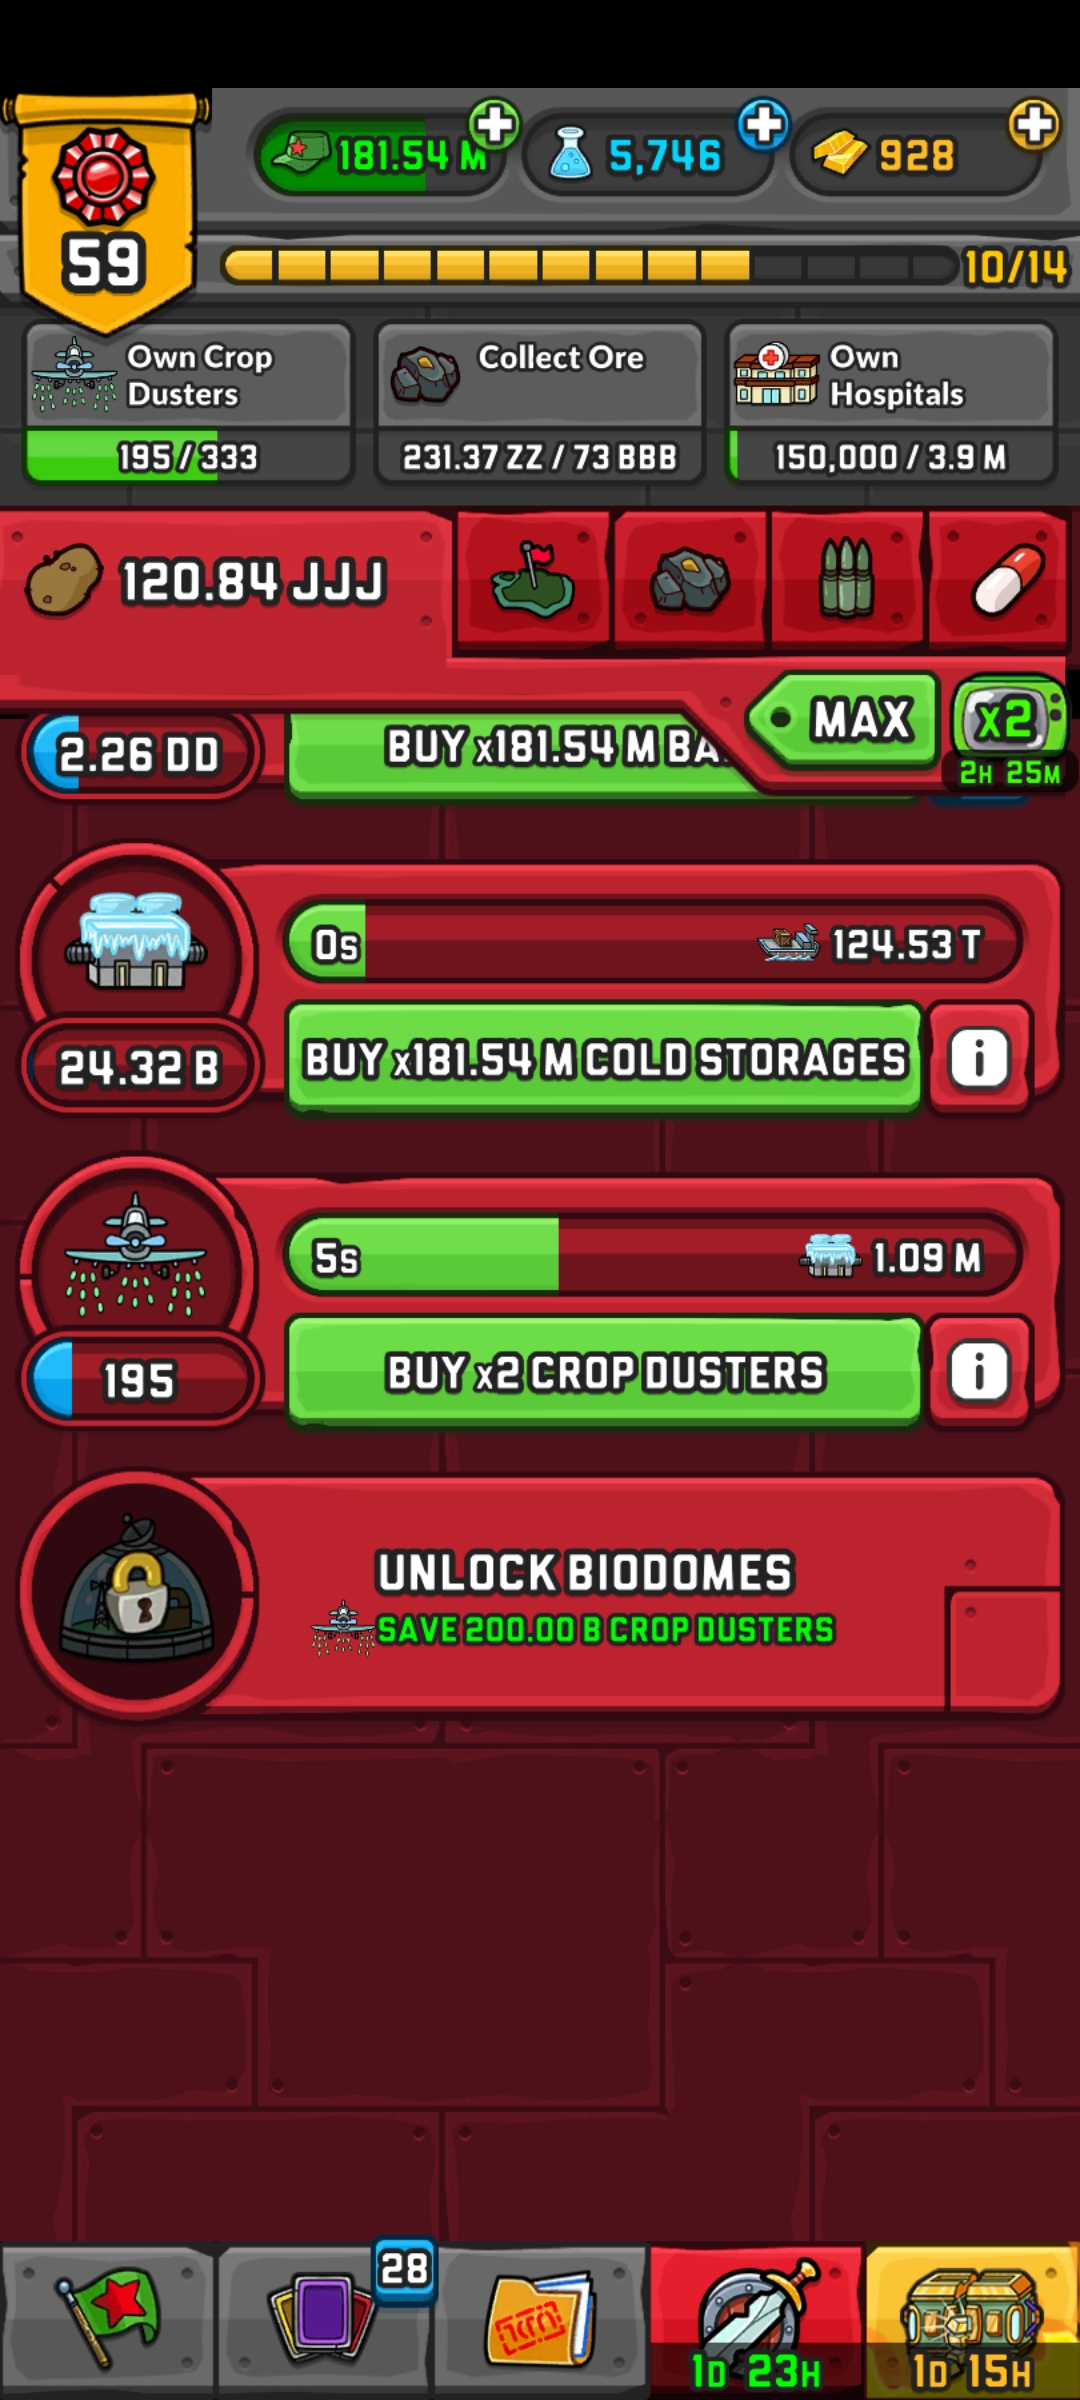 181.54 M
5,746
928
59
10/14
Own Crop
Dusters
195/333
Collect Ore
231.37 ZZ / 73 BBB
Own
Hospitals
150,000 / 3.9 M
120.84 JJJ
MAX
x2
2H 25M
2.26 DD
BUY x181.54 M BA
0s
124.53 T
24.32 B
BUY x181.54 M COLD STORAGES
i
5s
1.09 M
195
BUY x2 CROP DUSTERS
i
UNLOCK BIODOMES
SAVE 200.00 B CROP DUSTERS
28
1D 23H
1D 15H